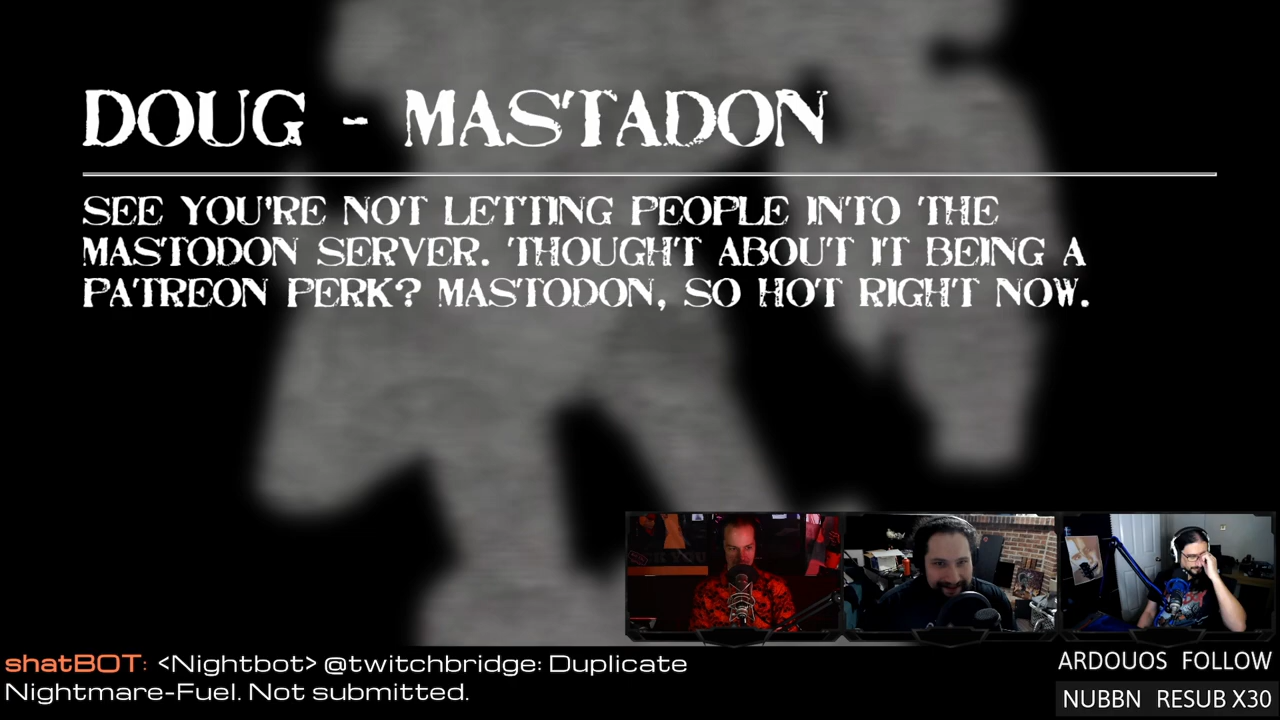 DOUG - MASTADON
SEE YOU'RE NOT LETTING PEOPLE INTO THE
MASTODON SERVER. THOUGHT ABOUT IT BEING A
PATREON PERK? MASTODON, SO HOT RIGHT NOW.
shatBOT: <Nightbot> @twitchbridge: Duplicate
Nightmare-Fuel. Not submitted.
ARDOUOS FOLLOW
NUBBN RESUB X30